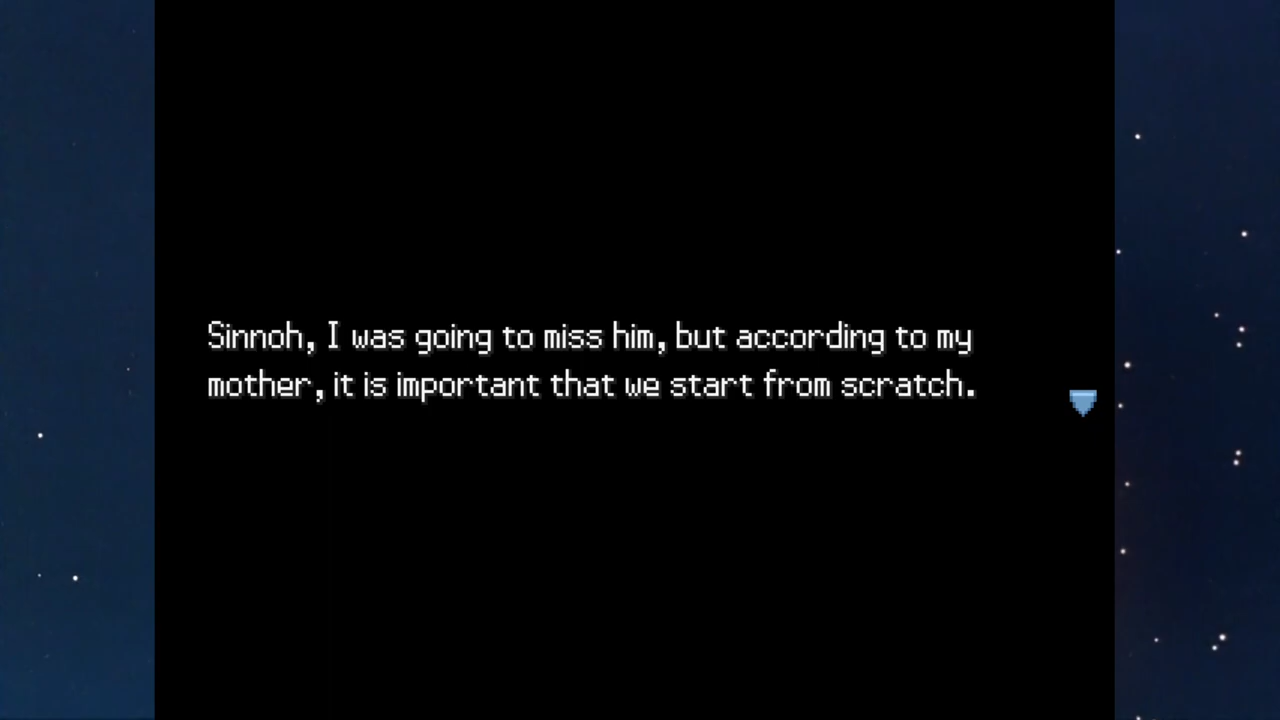 Sinnoh, I was going to miss him, but according to my
mother, it is important that we start from scratch.